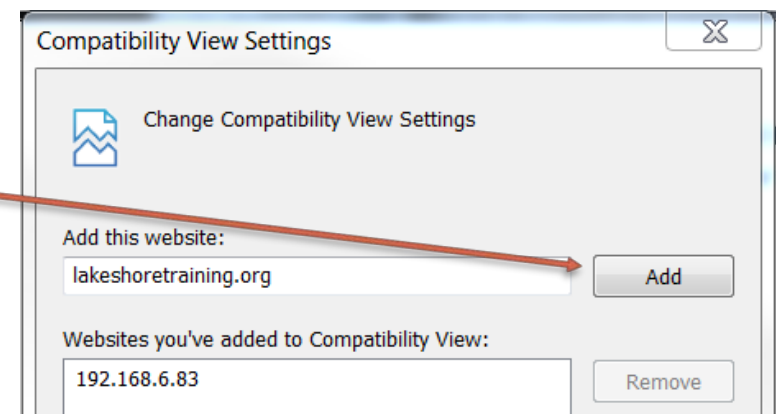 Compatibility View Settings
Change Compatibility View Settings
Add this website:
lakeshoretraining.org
Add
Websites you've added to Compatibility View:
192.168.6.83
Remove